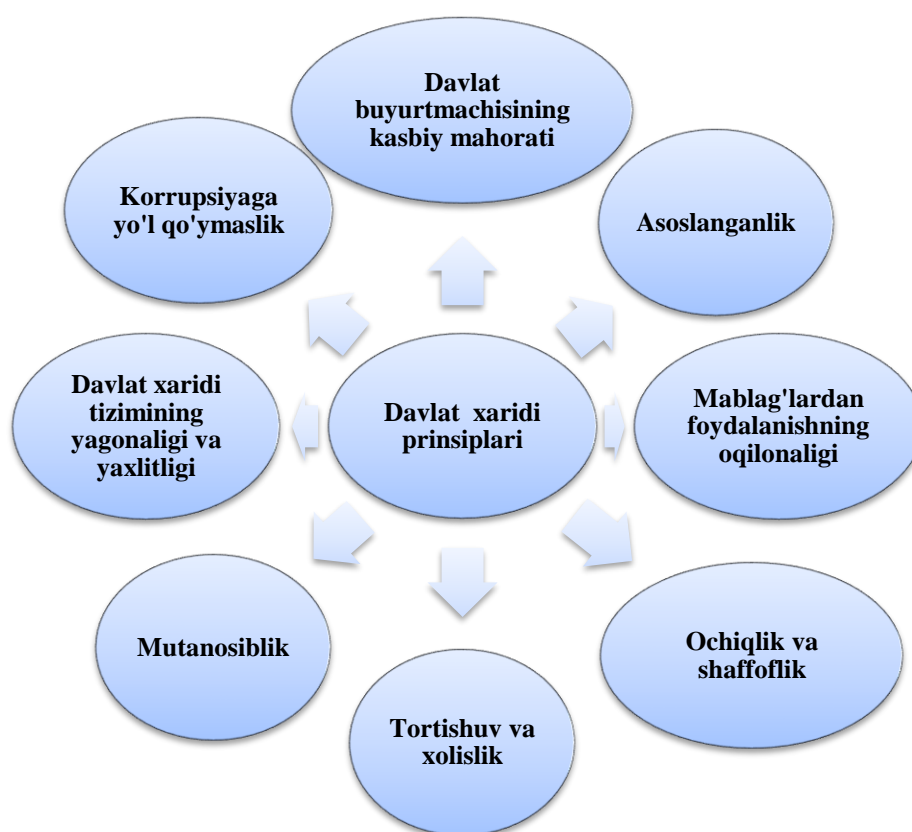 Davlat
buyurtmachisining
kasbiy mahorati
Korrupsiyaga
yo'l qo'ymaslik
Asoslanganlik
Davlat xaridi
tizimining
yagonaligi va
yaxlitligi
Davlat xaridi
prinsiplari
Mablag'lardan
foydalanishning
oqilonaligi
Mutanosiblik
Ochiqlik va
shaffoflik
Tortishuv va
xolislik